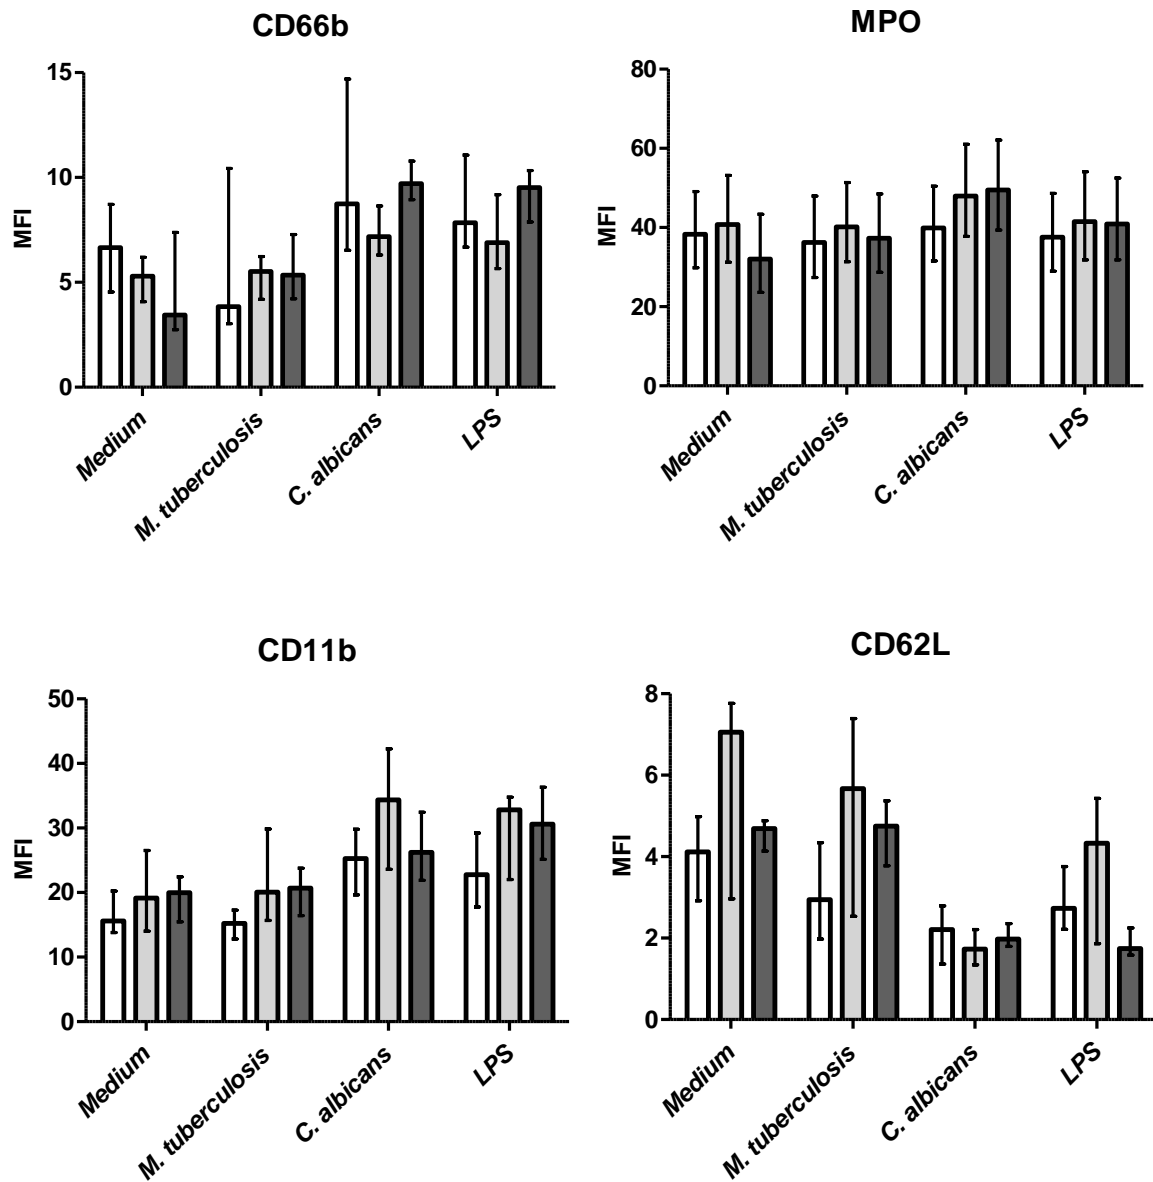 CD66b
MFI
15
10
5
0
Medium
M. tuberculosis
C. albicans
LPS
MPO
MFI
80
60
40
20
0
Medium
M. tuberculosis
C. albicans
LPS
CD11b
MFI
50
40
30
20
10
0
Medium
M. tuberculosis
C. albicans
LPS
CD62L
MFI
8
6
4
2
0
Medium
M. tuberculosis
C. albicans
LPS